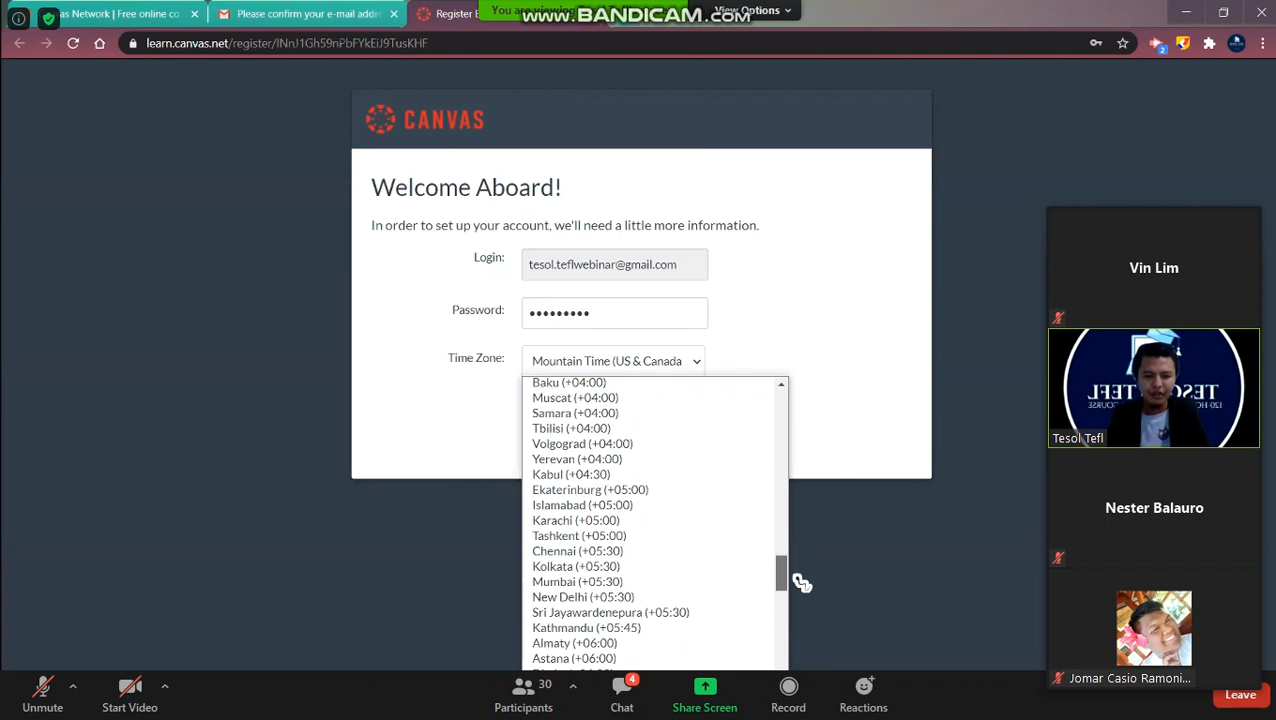 as Network | Free online co
Please confirm your e-mail addre
Register
You are viewing
www.BANDICAM.com
View Options
learn.canvas.net/register/lNnJ1Gh59nPbFYkEiJ9TusKHF
2
CANVAS
Welcome Aboard!
In order to set up your account, we'll need a little more information.
Login:
tesol.teflwebinar@gmail.com
Password:
•••••••••
Time Zone:
Mountain Time (US & Canada
Baku (+04:00)
Muscat (+04:00)
Samara (+04:00)
Tbilisi (+04:00)
Volgograd (+04:00)
Yerevan (+04:00)
Kabul (+04:30)
Ekaterinburg (+05:00)
Islamabad (+05:00)
Karachi (+05:00)
Tashkent (+05:00)
Chennai (+05:30)
Kolkata (+05:30)
Mumbai (+05:30)
New Delhi (+05:30)
Sri Jayawardenepura (+05:30)
Kathmandu (+05:45)
Almaty (+06:00)
Astana (+06:00)
Vin Lim
Tesol Tefl
Nester Balauro
Jomar Casio Ramoni...
Unmute
Start Video
30
Participants
4
Chat
Share Screen
Record
Reactions
Leave